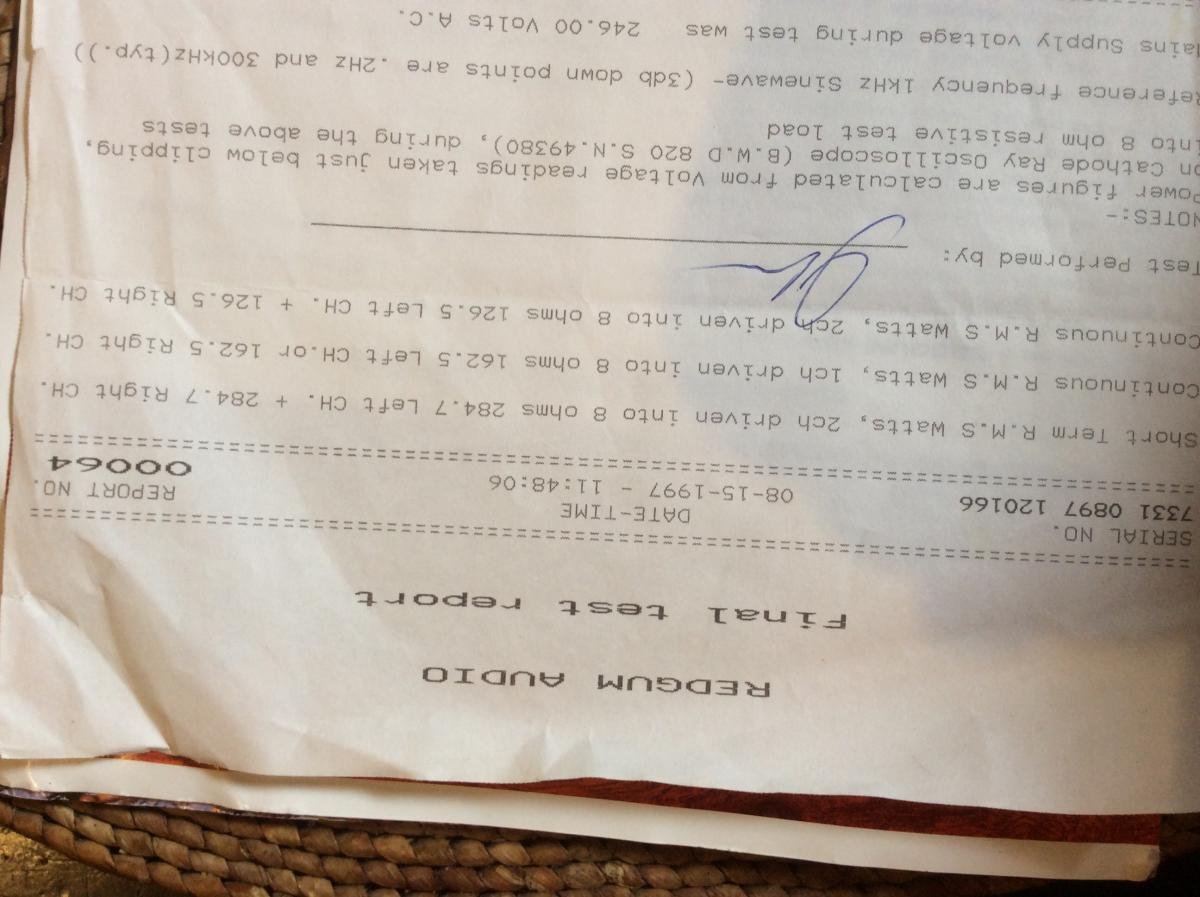 REDGUM AUDIO
Final test report
==========================================================================
SERIAL NO. DATE-TIME REPORT NO.
7331 0897 120166 08-15-1997 - 11:48:06 00064
==========================================================================
Short Term R.M.S Watts, 2ch driven into 8 ohms 284.7 Left CH. + 284.7 Right CH.
Continuous R.M.S Watts, 1ch driven into 8 ohms 162.5 Left CH.or 162.5 Right CH.
Continuous R.M.S Watts, 2ch driven into 8 ohms 126.5 Left CH. + 126.5 Right CH.
Test Performed by:
NOTES:-
Power figures are calculated from Voltage readings taken just below clipping,
on Cathode Ray Oscilloscope (B.W.D 820 S.N.49380), during the above tests
into 8 ohm resistive test load
Reference frequency 1kHz Sinewave- (3db down points are .2Hz and 300kHz(typ.))
Mains Supply voltage during test was 246.00 Volts A.C.